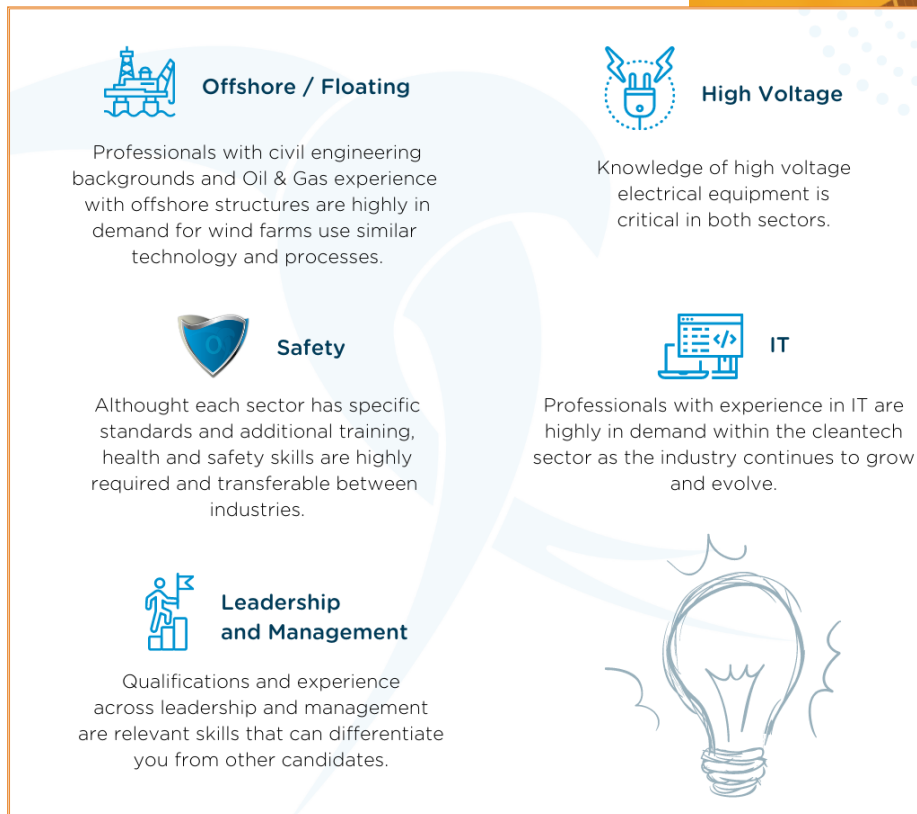 Offshore / Floating
Professionals with civil engineering
backgrounds and Oil & Gas experience
with offshore structures are highly in
demand for wind farms use similar
technology and processes.
High Voltage
Knowledge of high voltage
electrical equipment is
critical in both sectors.
Safety
Althought each sector has specific
standards and additional training,
health and safety skills are highly
required and transferable between
industries.
IT
Professionals with experience in IT are
highly in demand within the cleantech
sector as the industry continues to grow
and evolve.
Leadership
and Management
Qualifications and experience
across leadership and management
are relevant skills that can differentiate
you from other candidates.